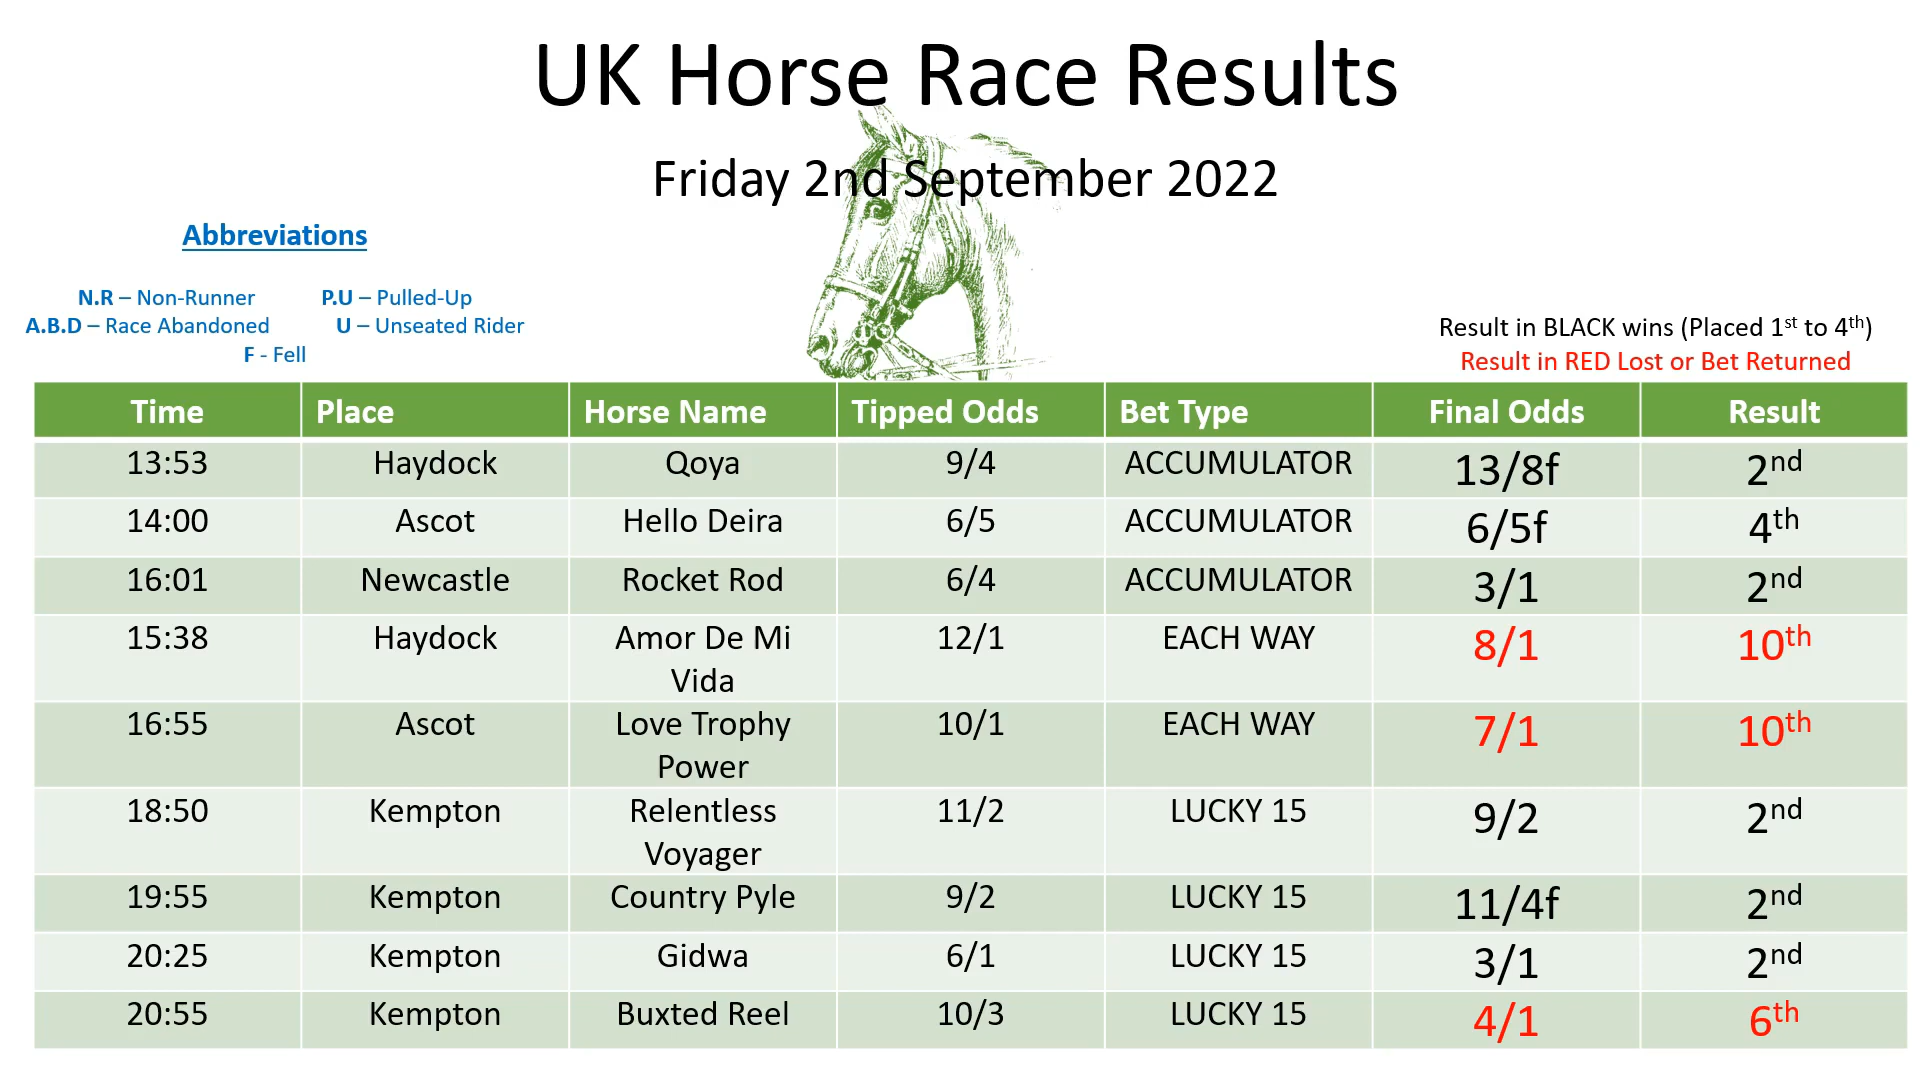 UK Horse Race Results
Friday 2nd September 2022
Abbreviations
N.R – Non-Runner P.U – Pulled-Up
A.B.D – Race Abandoned U – Unseated Rider
F - Fell
Result in BLACK wins (Placed 1st to 4th)
Result in RED Lost or Bet Returned
Time Place Horse Name Tipped Odds Bet Type Final Odds Result
13:53 Haydock Qoya 9/4 ACCUMULATOR 13/8f 2nd
14:00 Ascot Hello Deira 6/5 ACCUMULATOR 6/5f 4th
16:01 Newcastle Rocket Rod 6/4 ACCUMULATOR 3/1 2nd
15:38 Haydock Amor De Mi 12/1 EACH WAY 8/1 10th
Vida
16:55 Ascot Love Trophy 10/1 EACH WAY 7/1 10th
Power
18:50 Kempton Relentless 11/2 LUCKY 15 9/2 2nd
Voyager
19:55 Kempton Country Pyle 9/2 LUCKY 15 11/4f 2nd
20:25 Kempton Gidwa 6/1 LUCKY 15 3/1 2nd
20:55 Kempton Buxted Reel 10/3 LUCKY 15 4/1 6th